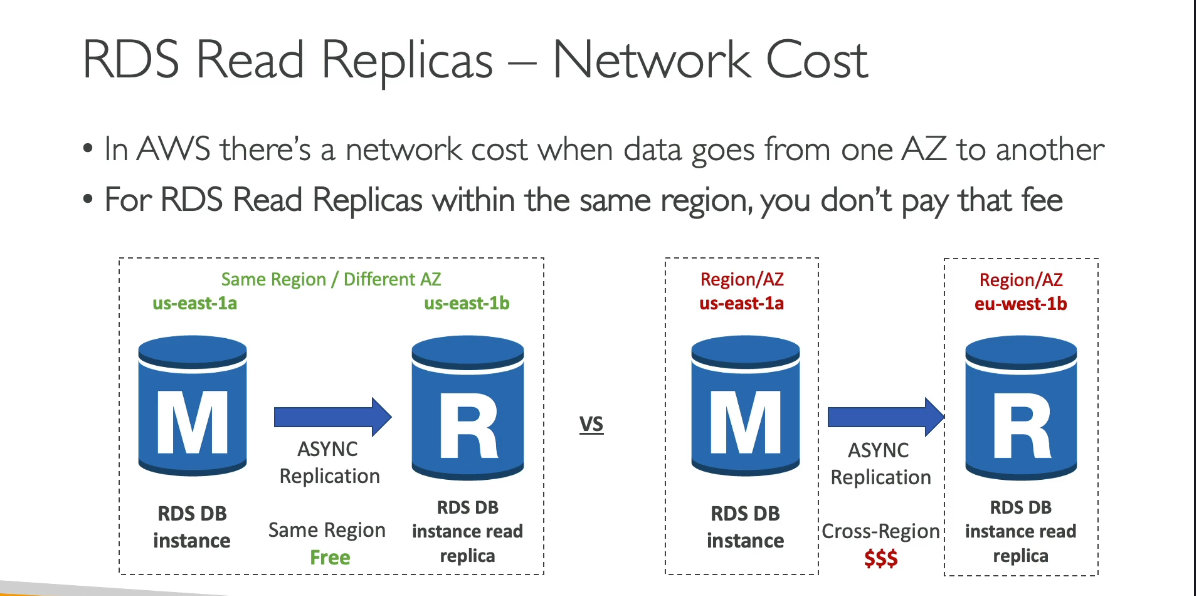 RDS Read Replicas – Network Cost
• In AWS there's a network cost when data goes from one AZ to another
• For RDS Read Replicas within the same region, you don't pay that fee
Same Region / Different AZ
us-east-1a
us-east-1b
M
R
ASYNC
Replication
RDS DB
instance
Same Region
Free
RDS DB
instance read
replica
vs
Region/AZ
us-east-1a
Region/AZ
eu-west-1b
M
R
ASYNC
Replication
RDS DB
instance
Cross-Region
$$$
RDS DB
instance read
replica